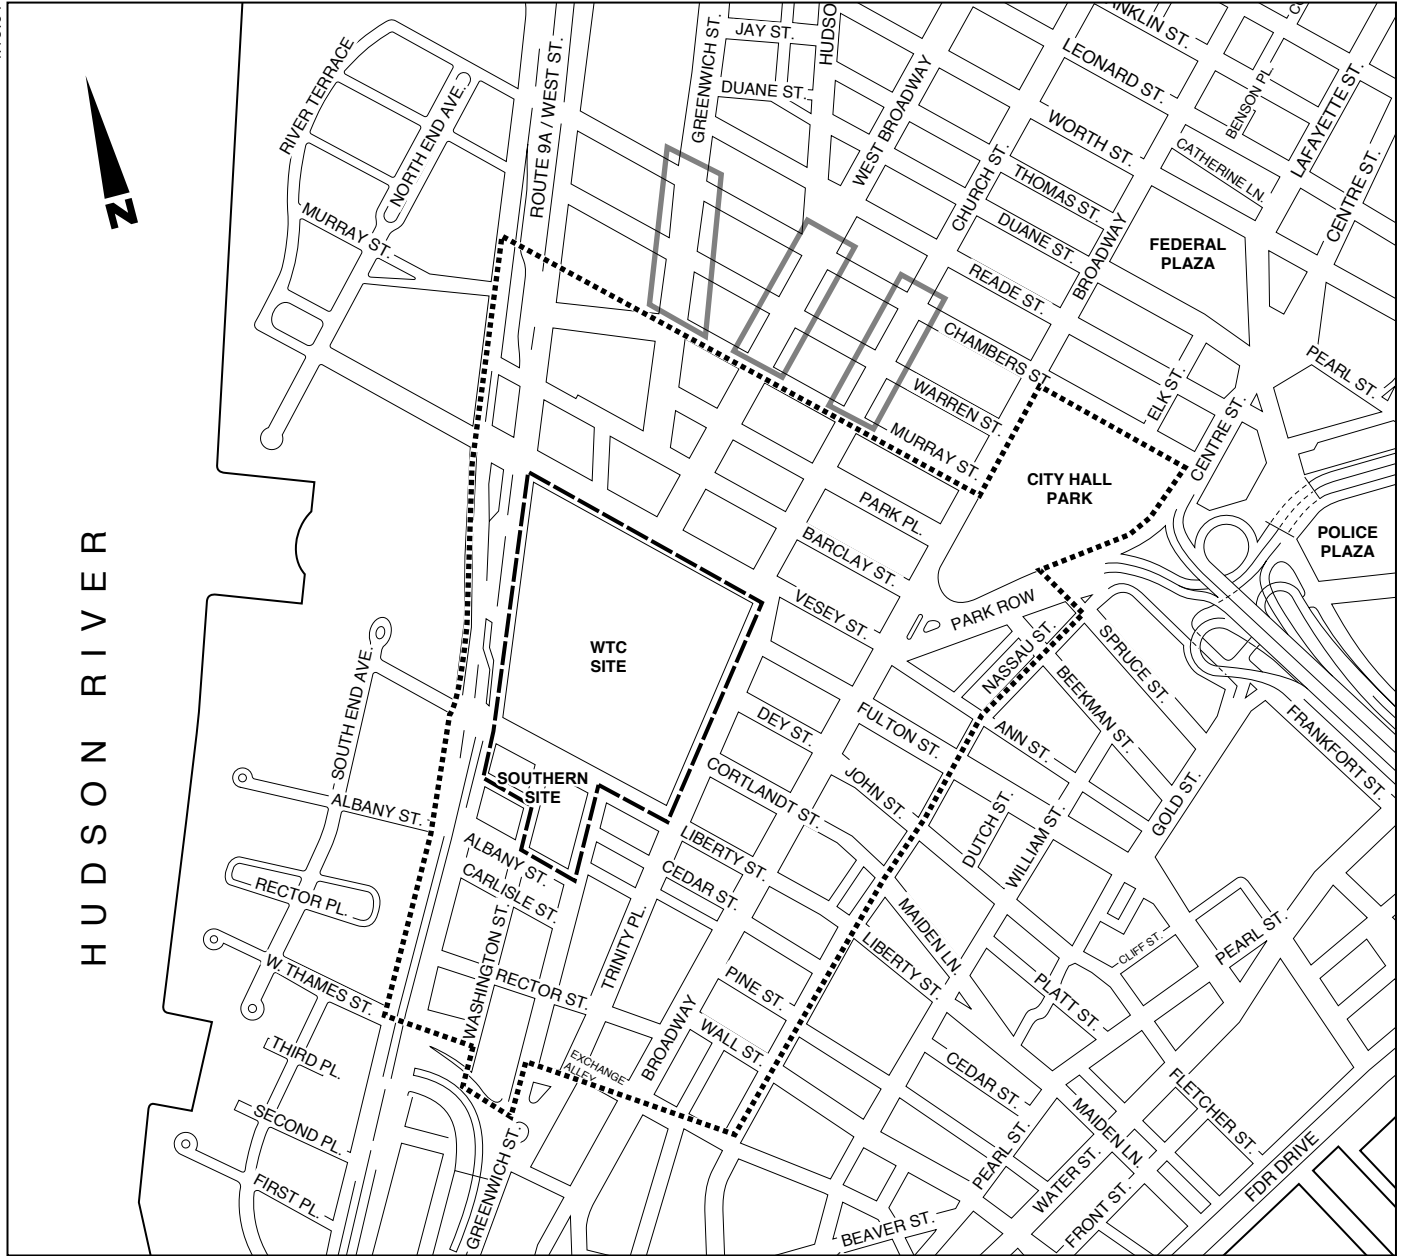 JAY ST.
DUANE ST.
GREENWICH ST.
HUDSO
WEST BROADWAY
LEONARD ST.
WORTH ST.
THOMAS ST.
DUANE ST.
READE ST.
CHURCH ST.
BROADWAY
BENSON PL.
CATHERINE LN.
LAFAYETTE ST.
CENTRE ST.
FEDERAL
PLAZA
RIVER TERRACE
NORTH END AVE.
MURRAY ST.
ROUTE 9A / WEST ST.
N
CHAMBERS ST.
WARREN ST.
MURRAY ST.
ELK ST.
CENTRE ST.
PEARL ST.
CITY HALL
PARK
POLICE
PLAZA
PARK PL.
BARCLAY ST.
VESEY ST.
PARK ROW
NASSAU ST.
SPRUCE ST.
BEEKMAN ST.
FRANKFORT ST.
HUDSON RIVER
WTC
SITE
SOUTHERN
SITE
SOUTH END AVE.
ALBANY ST.
RECTOR PL.
W. THAMES ST.
THIRD PL.
SECOND PL.
FIRST PL.
DEY ST.
FULTON ST.
ANN ST.
CORTLANDT ST.
JOHN ST.
DUTCH ST.
WILLIAM ST.
GOLD ST.
LIBERTY ST.
CEDAR ST.
ALBANY ST.
CARLISLE ST.
WASHINGTON ST.
RECTOR ST.
TRINITY PL.
BROADWAY
EXCHANGE
ALLEY
PINE ST.
WALL ST.
MAIDEN LN.
LIBERTY ST.
CLIFF ST.
PEARL ST.
PLATT ST.
CEDAR ST.
FLETCHER ST.
MAIDEN LN.
PEARL ST.
WATER ST.
FRONT ST.
FDR DRIVE
BEAVER ST.
GREENWICH ST.